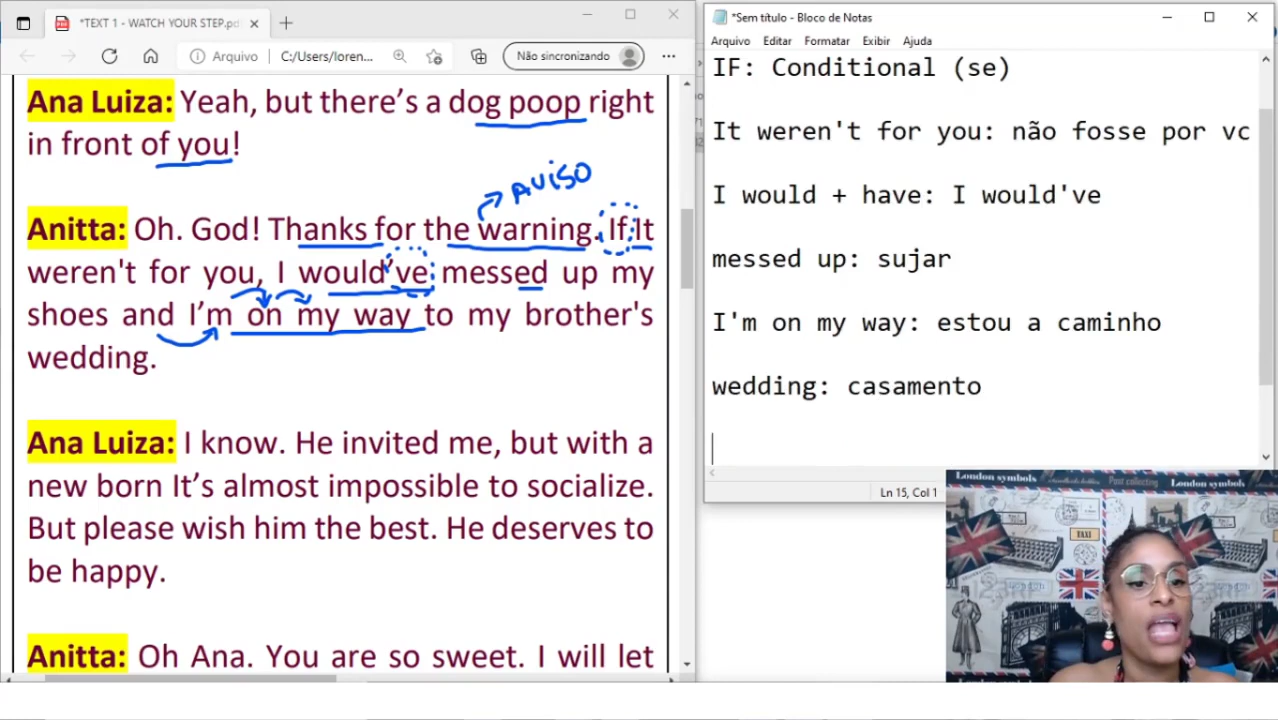 *TEXT 1 - WATCH YOUR STEP.pdf
Arquivo
C:/Users/loren...
Não sincronizando
Ana Luiza: Yeah, but there's a dog poop right
in front of you!
AVISO
Anitta: Oh. God! Thanks for the warning. If It
weren't for you, I would've messed up my
shoes and I'm on my way to my brother's
wedding.
Ana Luiza: I know. He invited me, but with a
new born It's almost impossible to socialize.
But please wish him the best. He deserves to
be happy.
Anitta: Oh Ana. You are so sweet. I will let
*Sem título - Bloco de Notas
Arquivo Editar Formatar Exibir Ajuda
IF: Conditional (se)
It weren't for you: não fosse por vc
I would + have: I would've
messed up: sujar
I'm on my way: estou a caminho
wedding: casamento
Ln 15, Col 1
London symbols
Past collecting
London symbols
TAXI